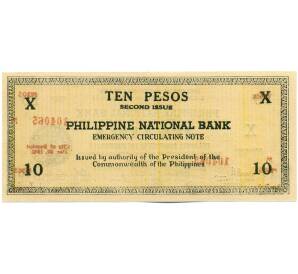 TEN PESOS
X SECOND ISSUE X
PHILIPPINE NATIONAL BANK
EMERGENCY CIRCULATING NOTE
Issued by authority of the President of the
10 Commonwealth of the Philippines 10